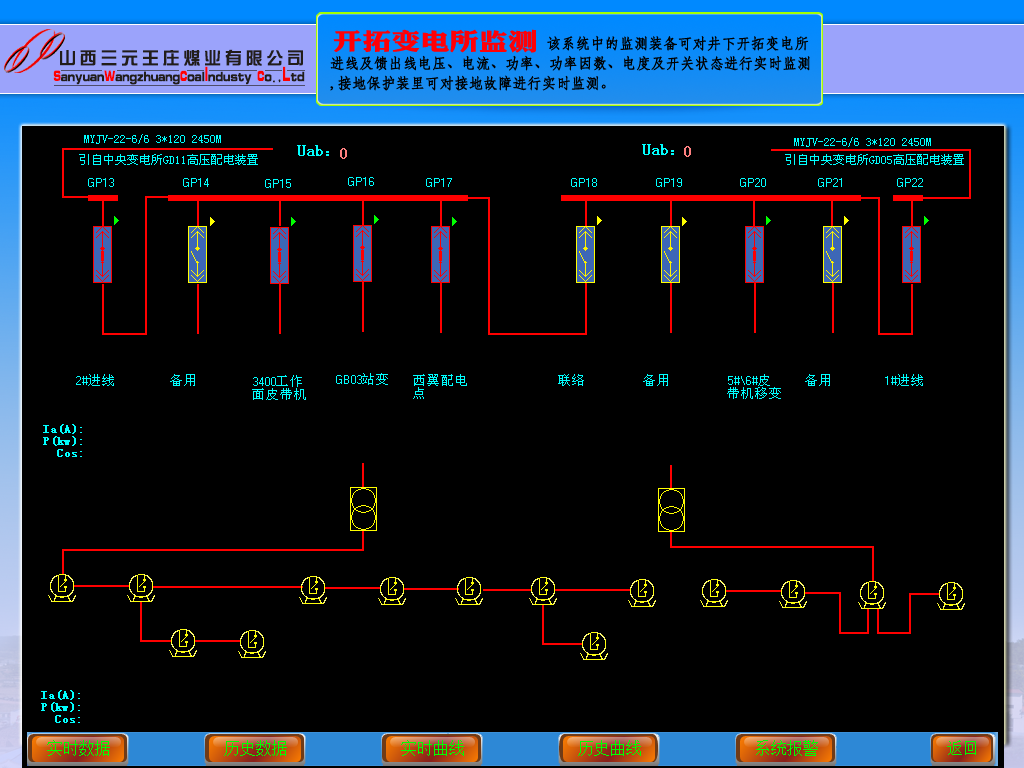 山西三元王庄煤业有限公司
SanyuanWangzhuangCoalIndusty Co,.Ltd
开拓变电所监测 该系统中的监测装备可对井下开拓变电所
进线及馈出线电压、电流、功率、功率因数、电度及开关状态进行实时监测
,接地保护装里可对接地故障进行实时监测。
MYJV-22-6/6 3*120 2450M
引自中央变电所GD11高压配电装置
Uab: 0
Uab: 0
MYJV-22-6/6 3*120 2450M
引自中央变电所GD05高压配电装置
GP13 GP14 GP15 GP16 GP17 GP18 GP19 GP20 GP21 GP22
2#进线 备用 3400工作 GB03站变 西翼配电 联络 备用 5#\6#皮 备用 1#进线
面皮带机 点 带机移变
Ia(A):
P(kw):
Cos:
Ia(A):
P(kw):
Cos:
实时数据 历史数据 实时曲线 历史曲线 系统报警 返回